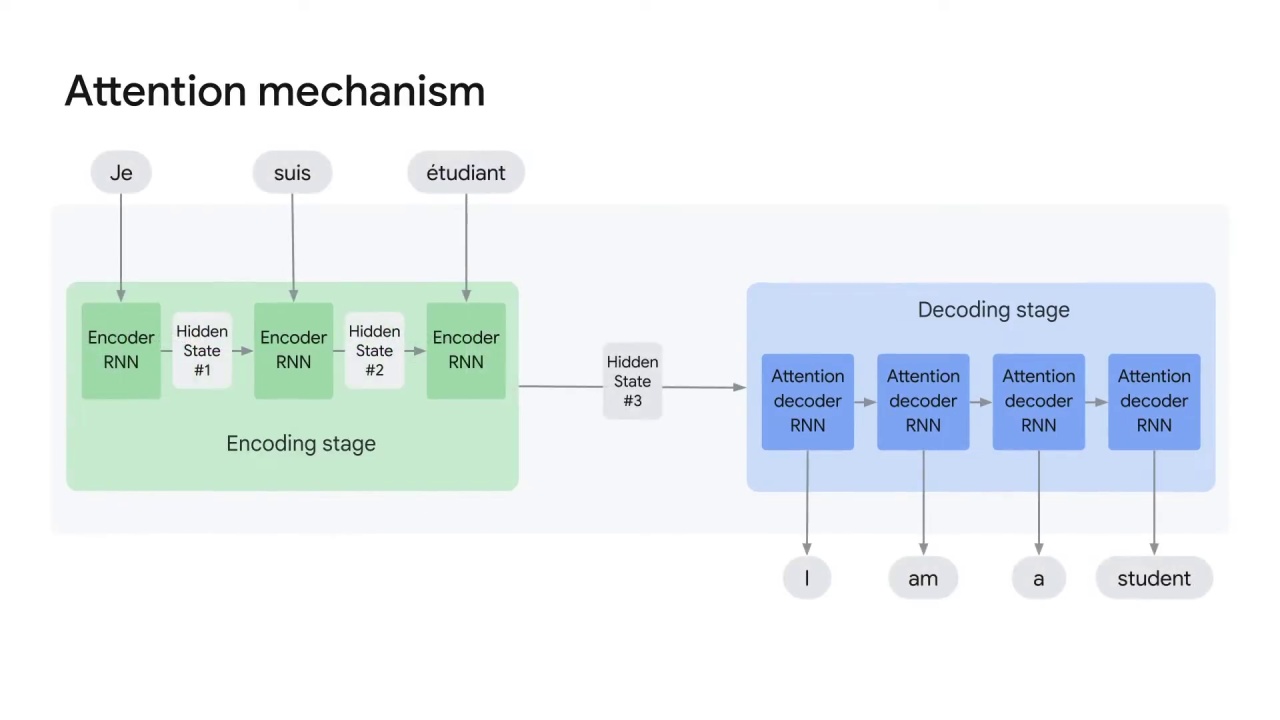 Attention mechanism
Je
suis
étudiant
Encoder
RNN
Hidden
State
#1
Encoder
RNN
Hidden
State
#2
Encoder
RNN
Encoding stage
Hidden
State
#3
Decoding stage
Attention
decoder
RNN
Attention
decoder
RNN
Attention
decoder
RNN
Attention
decoder
RNN
I
am
a
student